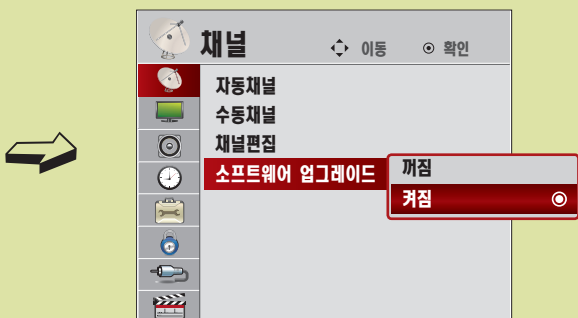 채널 이동 확인
자동채널
수동채널
채널편집
소프트웨어 업그레이드
꺼짐
켜짐